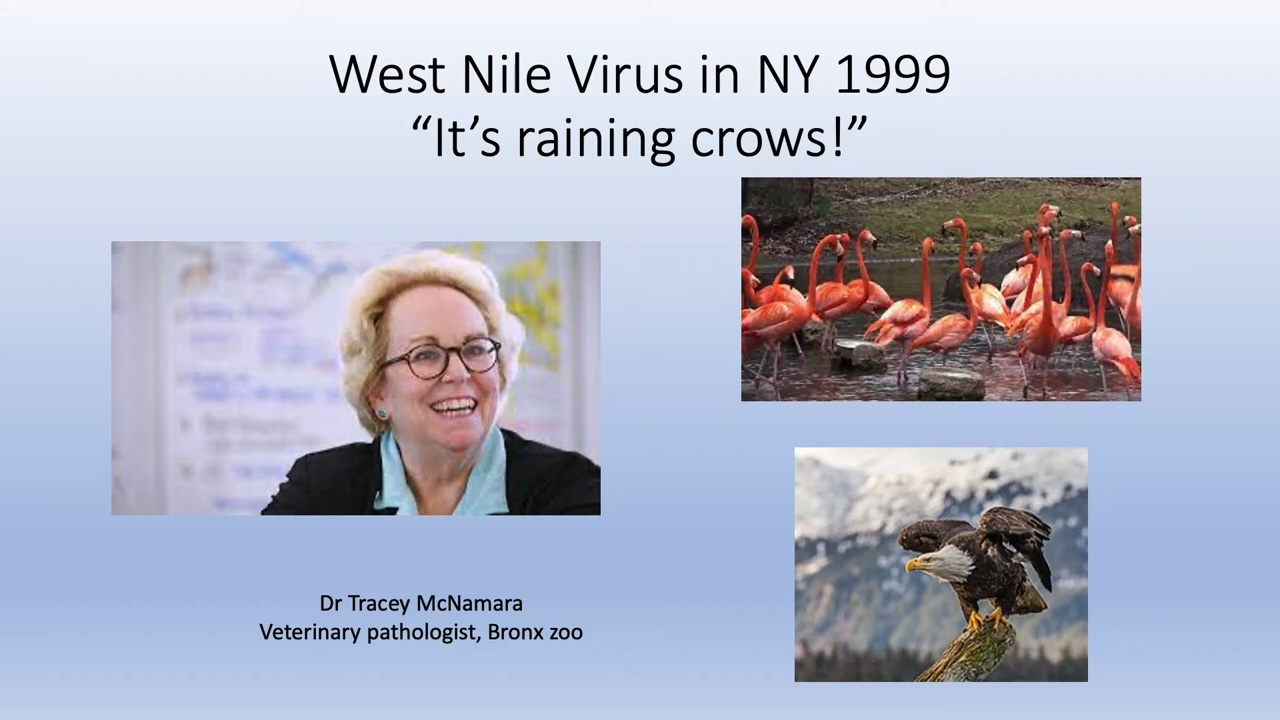 West Nile Virus in NY 1999
“It’s raining crows!”
Dr Tracey McNamara
Veterinary pathologist, Bronx zoo